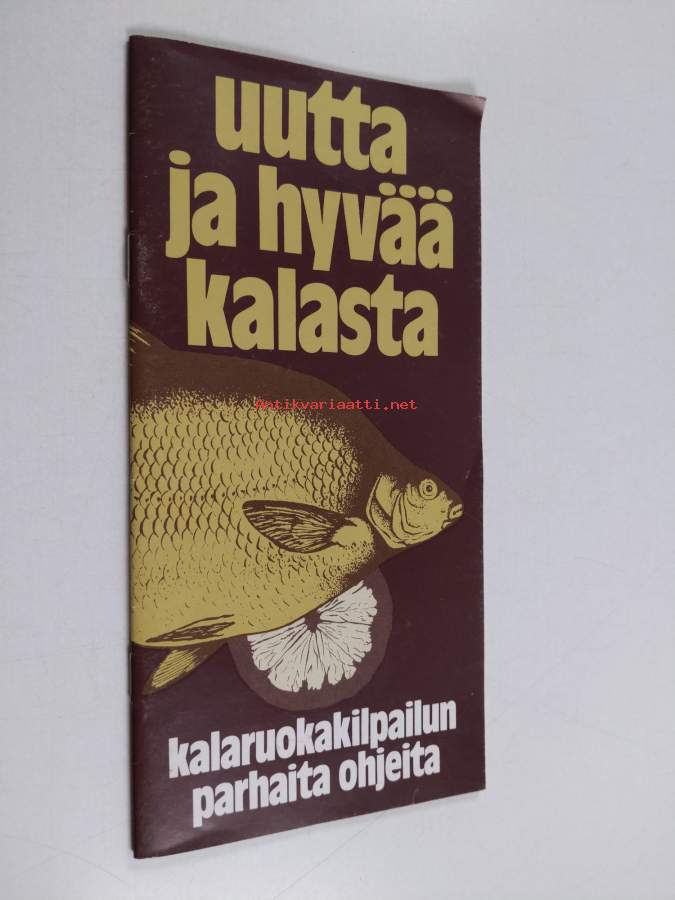 uutta
ja hyvää
kalasta
Antikvariaatti.net
kalaruokakilpailun
parhaita ohjeita